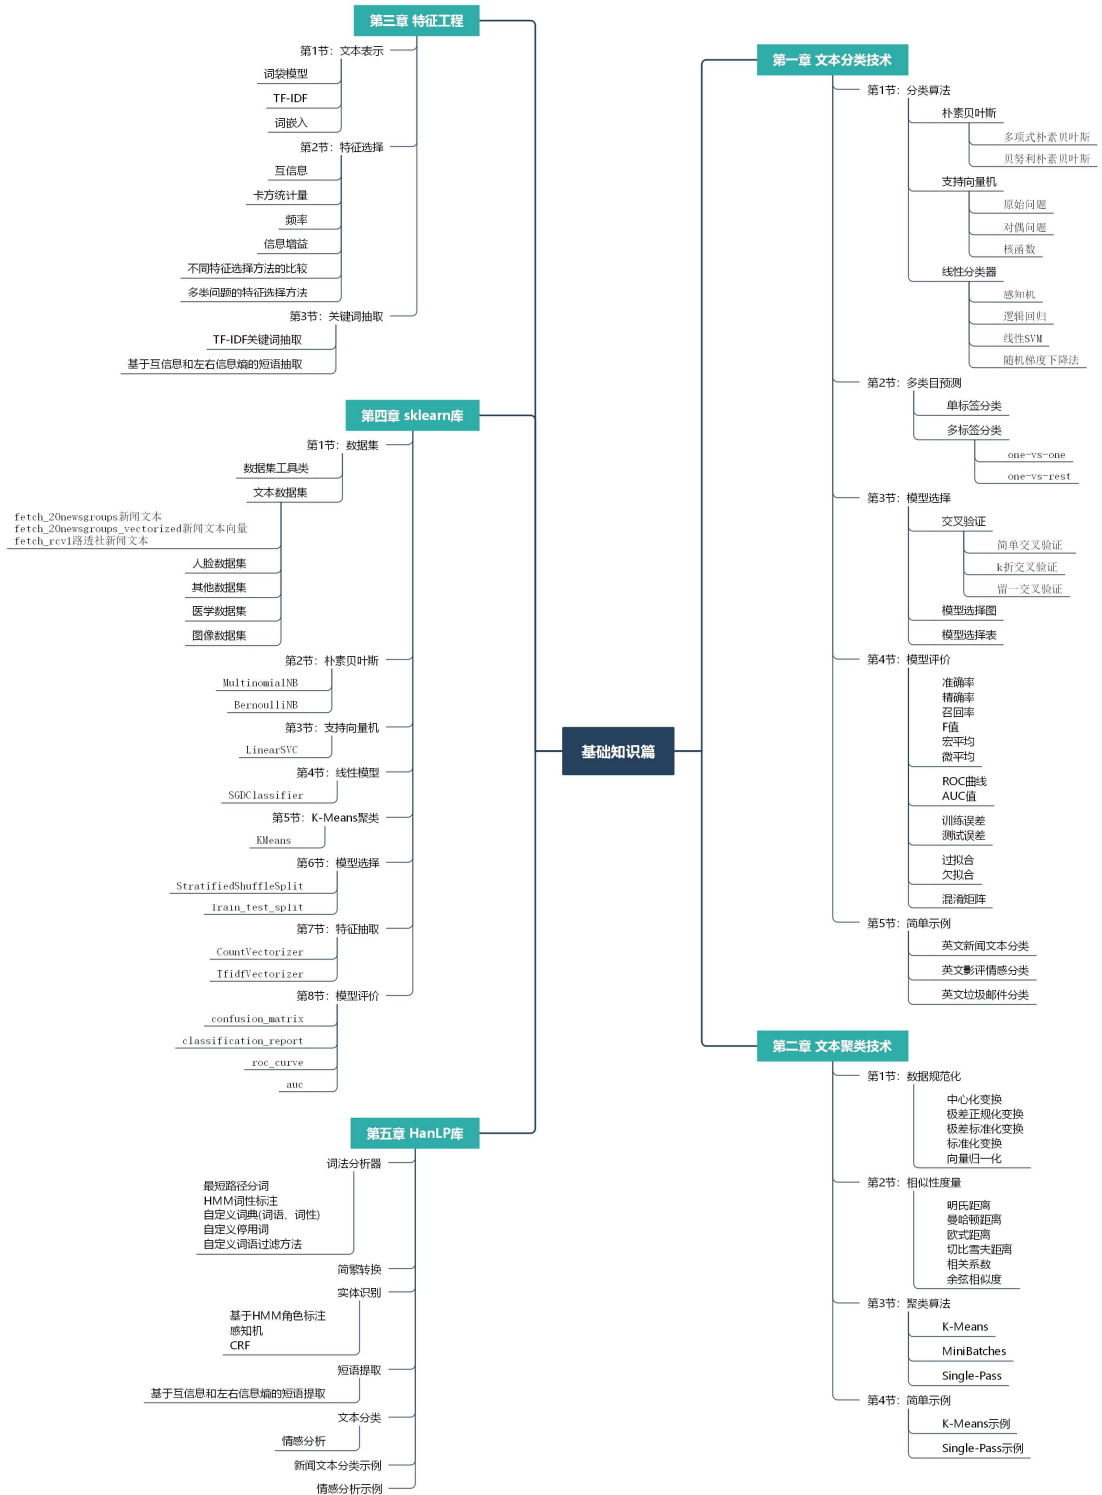 基础知识篇
第一章 文本分类技术
第1节：分类算法
朴素贝叶斯
多项式朴素贝叶斯
贝努利朴素贝叶斯
支持向量机
原始问题
对偶问题
核函数
线性分类器
感知机
逻辑回归
线性SVM
随机梯度下降法
第2节：多类目预测
单标签分类
多标签分类
one-vs-one
one-vs-rest
第3节：模型选择
交叉验证
简单交叉验证
k折交叉验证
留一交叉验证
模型选择图
模型选择表
第4节：模型评价
准确率
精确率
召回率
F值
宏平均
微平均
ROC曲线
AUC值
训练误差
测试误差
过拟合
欠拟合
混淆矩阵
第5节：简单示例
英文新闻文本分类
英文影评情感分类
英文垃圾邮件分类
第二章 文本聚类技术
第1节：数据规范化
中心化变换
极差正规化变换
极差标准化变换
标准化变换
向量归一化
第2节：相似性度量
明氏距离
曼哈顿距离
欧式距离
切比雪夫距离
相关系数
余弦相似度
第3节：聚类算法
K-Means
MiniBatches
Single-Pass
第4节：简单示例
K-Means示例
Single-Pass示例
第三章 特征工程
第1节：文本表示
词袋模型
TF-IDF
词嵌入
第2节：特征选择
互信息
卡方统计量
频率
信息增益
不同特征选择方法的比较
多类问题的特征选择方法
第3节：关键词抽取
TF-IDF关键词抽取
基于互信息和左右信息熵的短语抽取
第四章 sklearn库
第1节：数据集
数据集工具类
文本数据集
fetch_20newsgroups新闻文本
fetch_20newsgroups_vectorized新闻文本向量
fetch_rcv1路透社新闻文本
人脸数据集
其他数据集
医学数据集
图像数据集
第2节：朴素贝叶斯
MultinomialNB
BernoulliNB
第3节：支持向量机
LinearSVC
第4节：线性模型
SGDClassifier
第5节：K-Means聚类
KMeans
第6节：模型选择
StratifiedShuffleSplit
Train_test_split
第7节：特征抽取
CountVectorizer
TfidfVectorizer
第8节：模型评价
confusion_matrix
classification_report
roc_curve
auc
第五章 HanLP库
词法分析器
最短路径分词
HMM词性标注
自定义词典(词语、词性)
自定义停用词
自定义词语过滤方法
简繁转换
实体识别
基于HMM角色标注
感知机
CRF
短语提取
基于互信息和左右信息熵的短语提取
文本分类
情感分析
新闻文本分类示例
情感分析示例